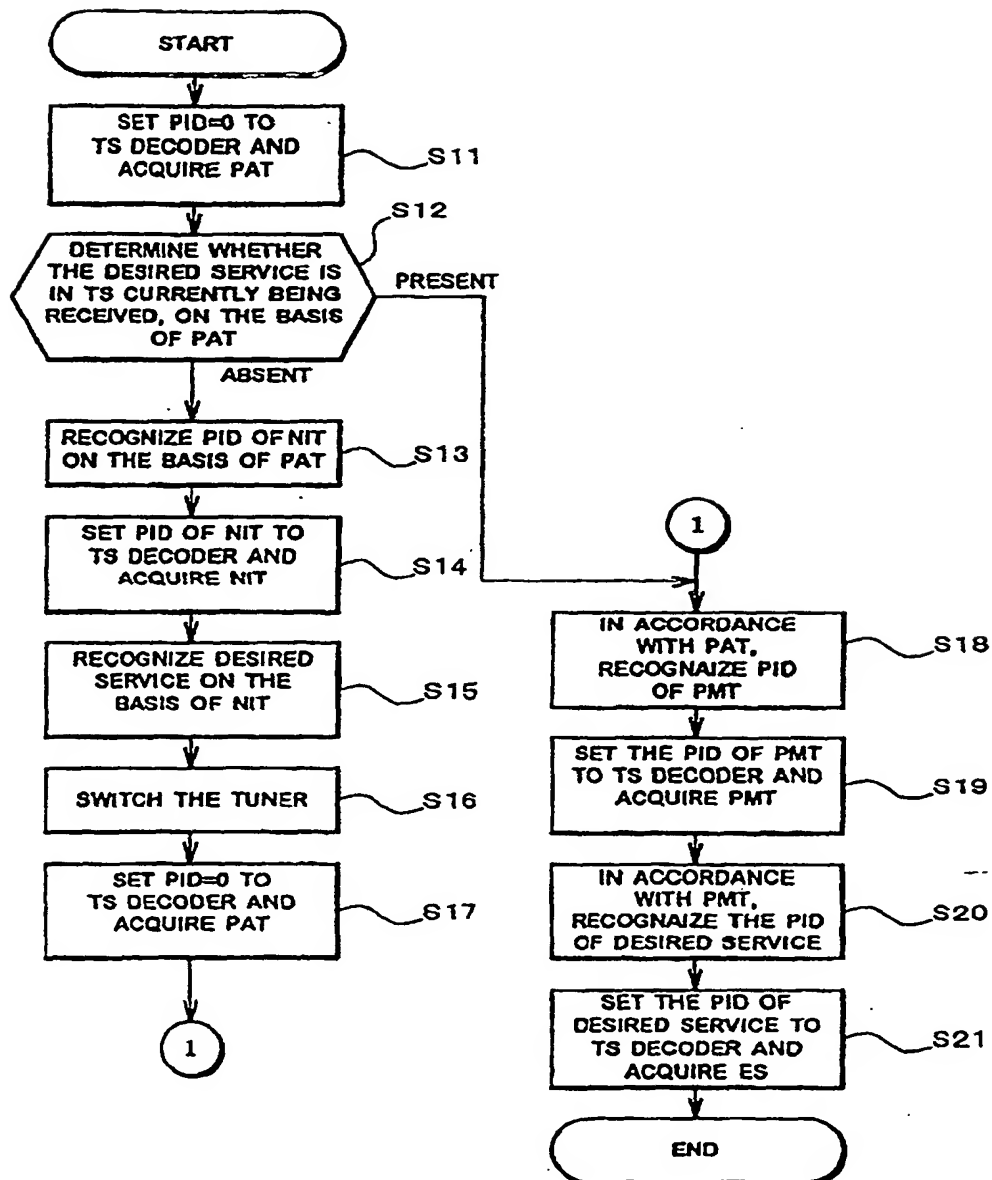 START
SET PID=0 TO
TS DECODER AND
ACQUIRE PAT
S11
S12
DETERMINE WHETHER
THE DESIRED SERVICE IS
IN TS CURRENTLY BEING
RECEIVED, ON THE BASIS
OF PAT
PRESENT
ABSENT
RECOGNIZE PID OF NIT
ON THE BASIS OF PAT
S13
SET PID OF NIT TO
TS DECODER AND
ACQUIRE NIT
S14
RECOGNIZE DESIRED
SERVICE ON THE
BASIS OF NIT
S15
SWITCH THE TUNER
S16
SET PID=0 TO
TS DECODER AND
ACQUIRE PAT
S17
1
1
IN ACCORDANCE
WITH PAT,
RECOGNAIZE PID
OF PMT
S18
SET THE PID OF PMT
TO TS DECODER AND
ACQUIRE PMT
S19
IN ACCORDANCE
WITH PMT,
RECOGNAIZE THE PID
OF DESIRED SERVICE
S20
SET THE PID OF
DESIRED SERVICE TO
TS DECODER AND
ACQUIRE ES
S21
END